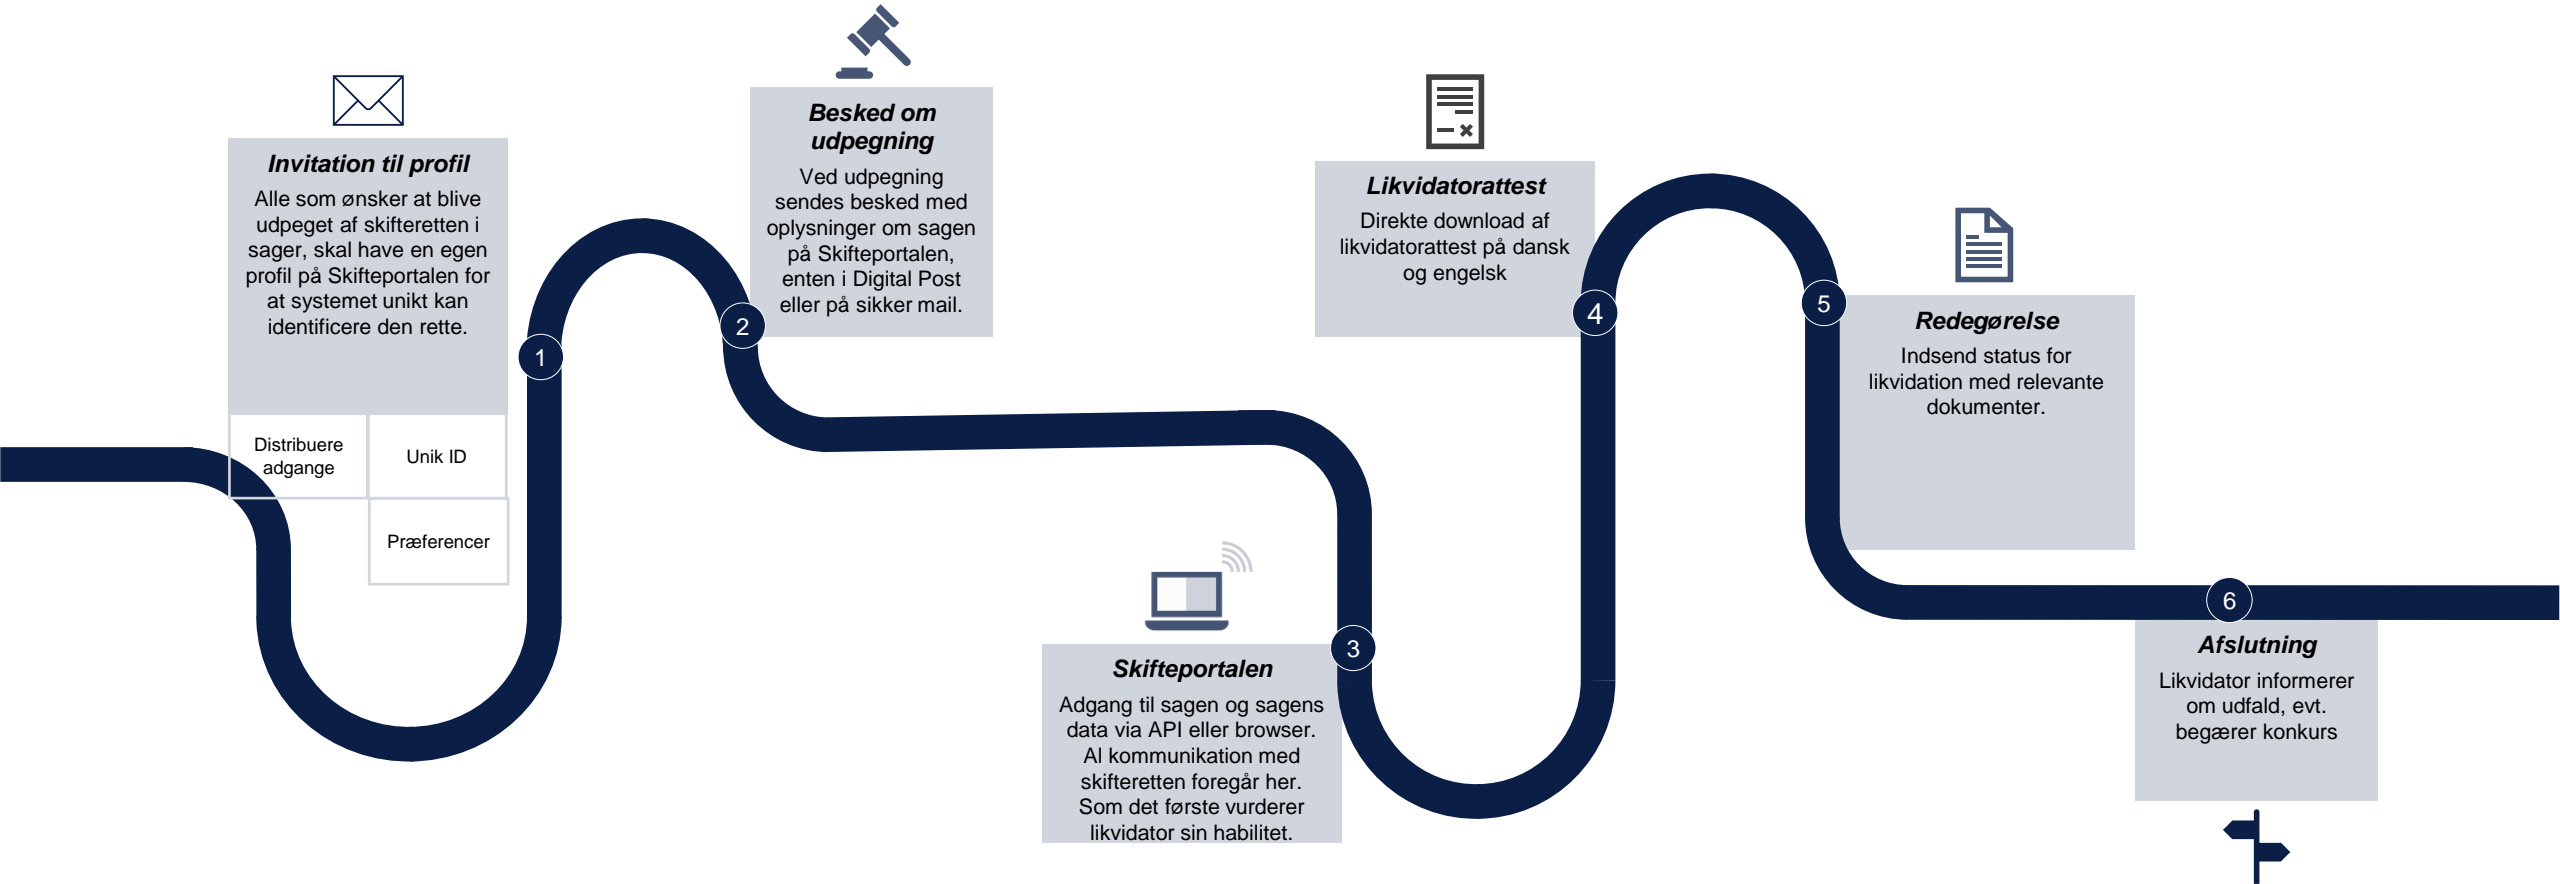 Invitation til profil
Alle som ønsker at blive
udpeget af skifteretten i
sager, skal have en egen
profil på Skifteportalen for
at systemet unikt kan
identificere den rette.
Distribuere
adgange
Unik ID
Præferencer
1
Besked om
udpegning
Ved udpegning
sendes besked med
oplysninger om sagen
på Skifteportalen,
enten i Digital Post
eller på sikker mail.
2
Skifteportalen
Adgang til sagen og sagens
data via API eller browser.
Al kommunikation med
skifteretten foregår her.
Som det første vurderer
likvidator sin habilitet.
3
Likvidatorattest
Direkte download af
likvidatorattest på dansk
og engelsk
4
5
Redegørelse
Indsend status for
likvidation med relevante
dokumenter.
6
Afslutning
Likvidator informerer
om udfald, evt.
begærer konkurs